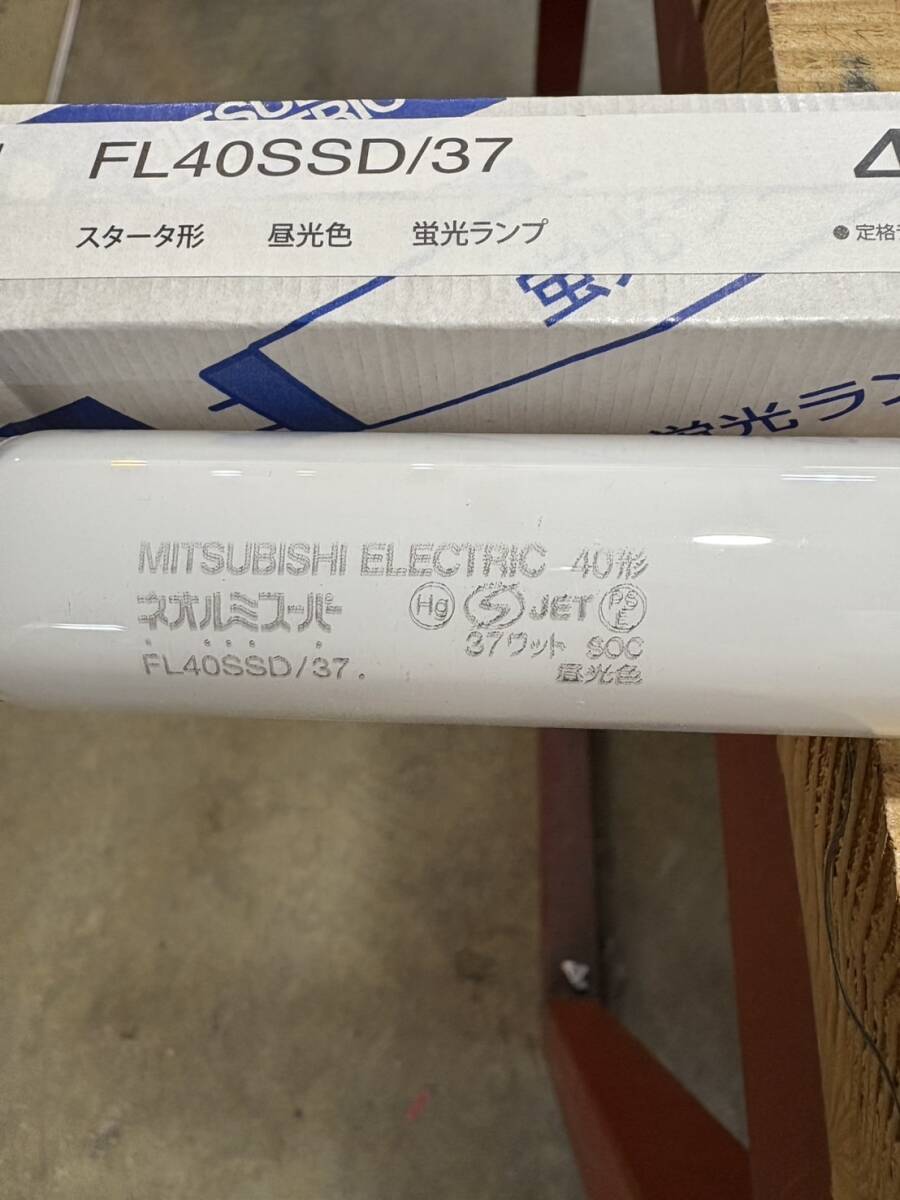 ELECTRIC
FL40SSD/37
スタータ形 昼光色 蛍光ランプ
● 定格
蛍光ラン
MITSUBISHI ELECTRIC 40形
ネオルミスーパー Hg S JET PSE
37ワット SOC
FL40SSD/37. 昼光色